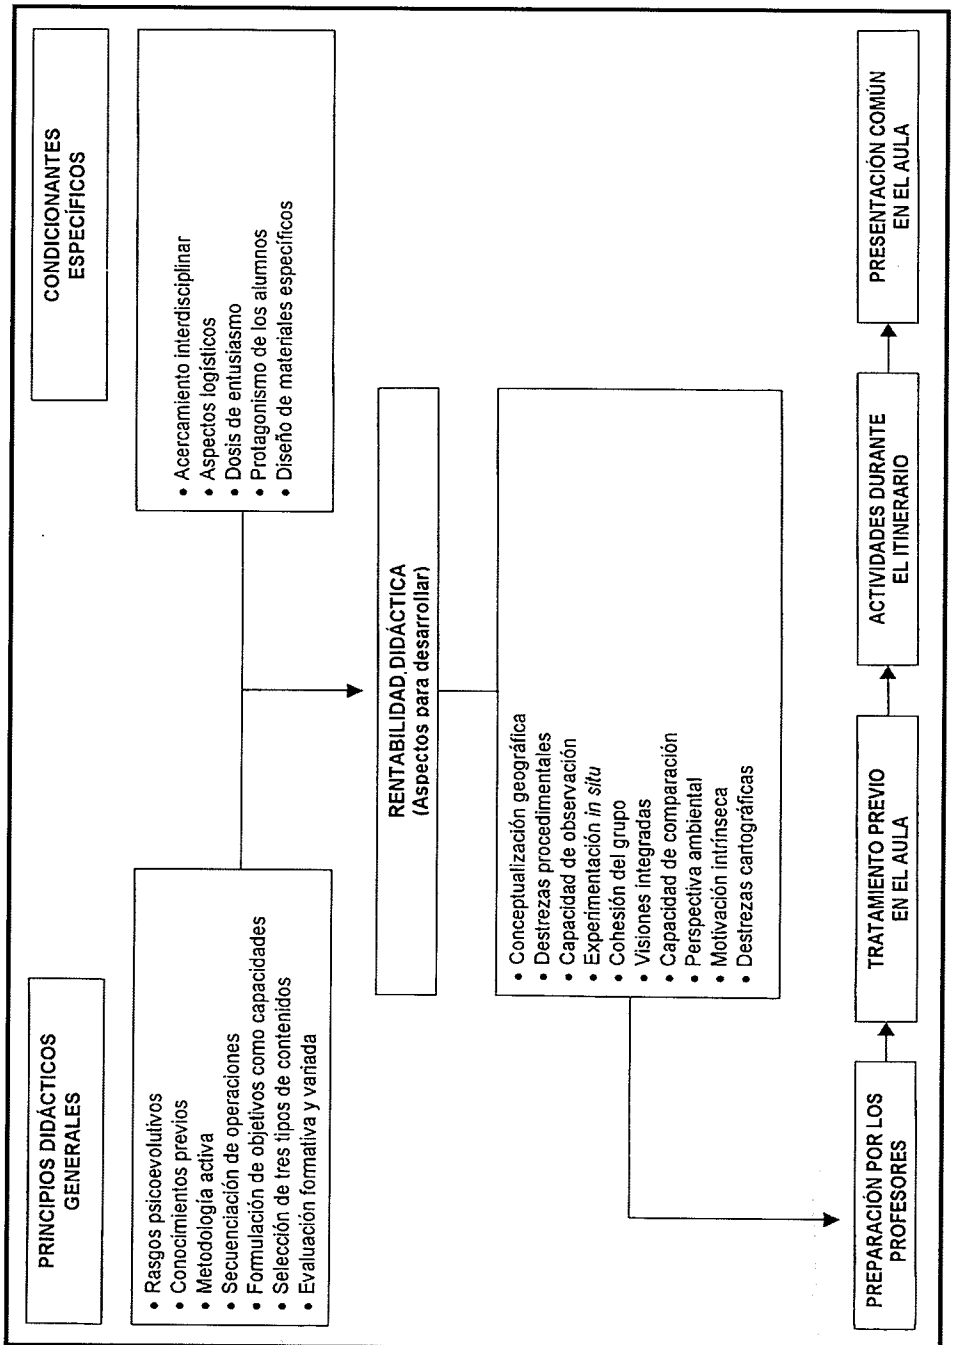 PRINCIPIOS DIDÁCTICOS
GENERALES
CONDICIONANTES
ESPECÍFICOS
• Rasgos psicoevolutivos
• Conocimientos previos
• Metodología activa
• Secuenciación de operaciones
• Formulación de objetivos como capacidades
• Selección de tres tipos de contenidos
• Evaluación formativa y variada
• Acercamiento interdisciplinar
• Aspectos logísticos
• Dosis de entusiasmo
• Protagonismo de los alumnos
• Diseño de materiales específicos
RENTABILIDAD DIDÁCTICA
(Aspectos para desarrollar)
• Conceptualización geográfica
• Destrezas procedimentales
• Capacidad de observación
• Experimentación in situ
• Cohesión del grupo
• Visiones integradas
• Capacidad de comparación
• Perspectiva ambiental
• Motivación intrínseca
• Destrezas cartográficas
PREPARACIÓN POR LOS
PROFESORES
TRATAMIENTO PREVIO
EN EL AULA
ACTIVIDADES DURANTE
EL ITINERARIO
PRESENTACIÓN COMÚN
EN EL AULA